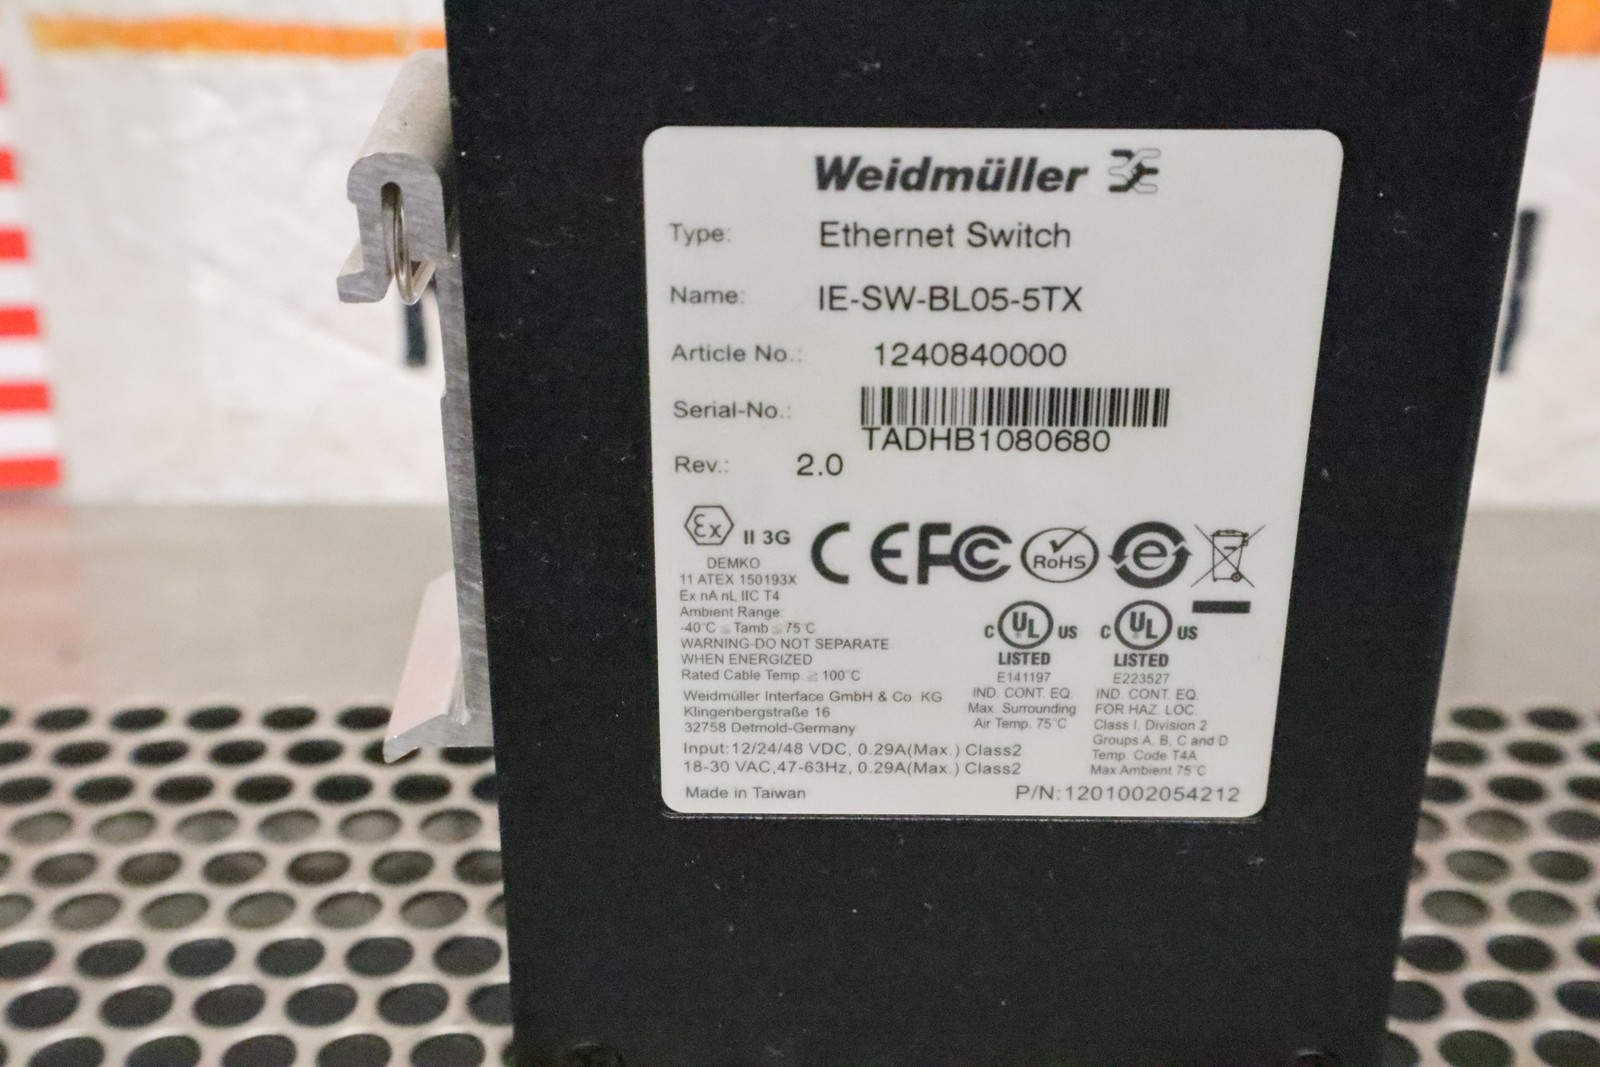 Weidmüller
Type: Ethernet Switch
Name: IE-SW-BL05-5TX
Article No.: 1240840000
Serial-No.:
TADHB1080680
Rev.: 2.0
Ex II 3G
DEMKO
11 ATEX 150193X
Ex nA nL IIC T4
Ambient Range:
-40°C ≦ Tamb ≦ 75°C
WARNING-DO NOT SEPARATE
WHEN ENERGIZED
Rated Cable Temp. ≧ 100°C
Weidmüller Interface GmbH & Co. KG
Klingenbergstraße 16
32758 Detmold-Germany
Input:12/24/48 VDC, 0.29A(Max.) Class2
18-30 VAC,47-63Hz, 0.29A(Max.) Class2
Made in Taiwan
CE FC RoHS e
C UL US
LISTED
E141197
IND. CONT. EQ.
Max. Surrounding
Air Temp. 75°C
C UL US
LISTED
E223527
IND. CONT. EQ.
FOR HAZ. LOC.
Class I, Division 2
Groups A, B, C and D
Temp. Code T4A
Max Ambient 75°C
P/N:1201002054212